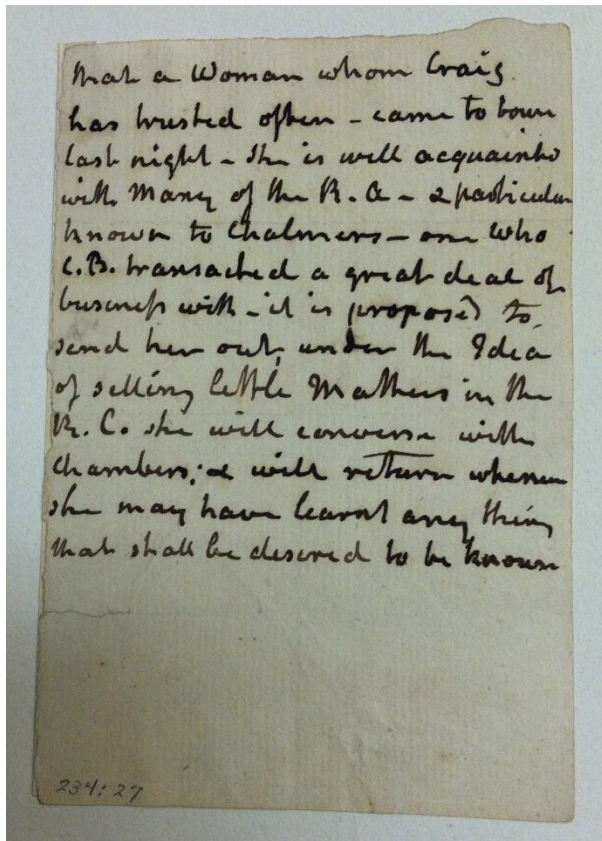 that a Woman whom Craig
has trusted often - came to town
last night - She is well acquainted
with Many of the R. A - & particular
known to Chalmers - one who
C.B. transacted a great deal of
business with - it is proposed to
send her out, under the Idea
of selling little Matters in the
R. C. she will converse with
Chambers; & will return whenever
she may have learnt any thing
that shall be desired to be known
234:27